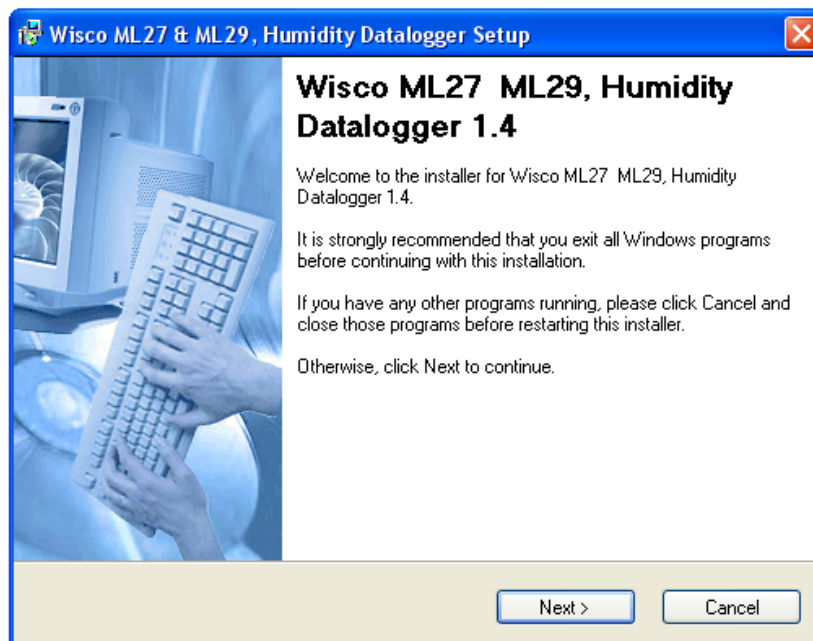 Wisco ML27 & ML29, Humidity Datalogger Setup
Wisco ML27  ML29, Humidity
Datalogger 1.4
Welcome to the installer for Wisco ML27  ML29, Humidity
Datalogger 1.4.
It is strongly recommended that you exit all Windows programs
before continuing with this installation.
If you have any other programs running, please click Cancel and
close those programs before restarting this installer.
Otherwise, click Next to continue.
Next >
Cancel